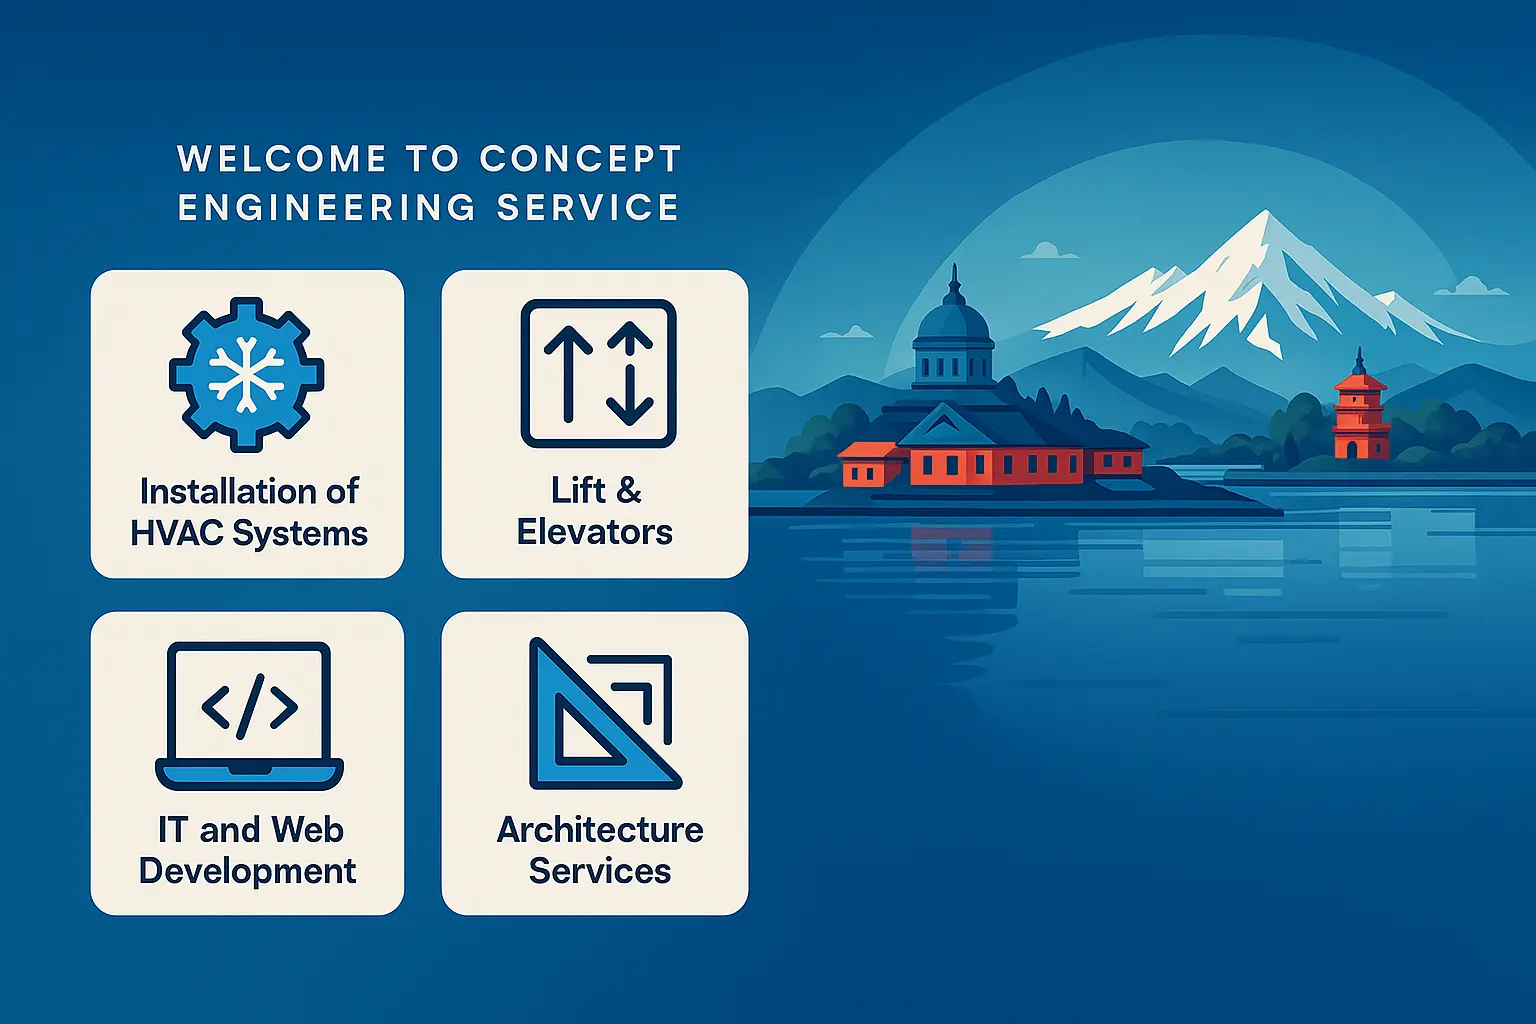 WELCOME TO CONCEPT
ENGINEERING SERVICE
Installation of
HVAC Systems
Lift &
Elevators
IT and Web
Development
Architecture
Services